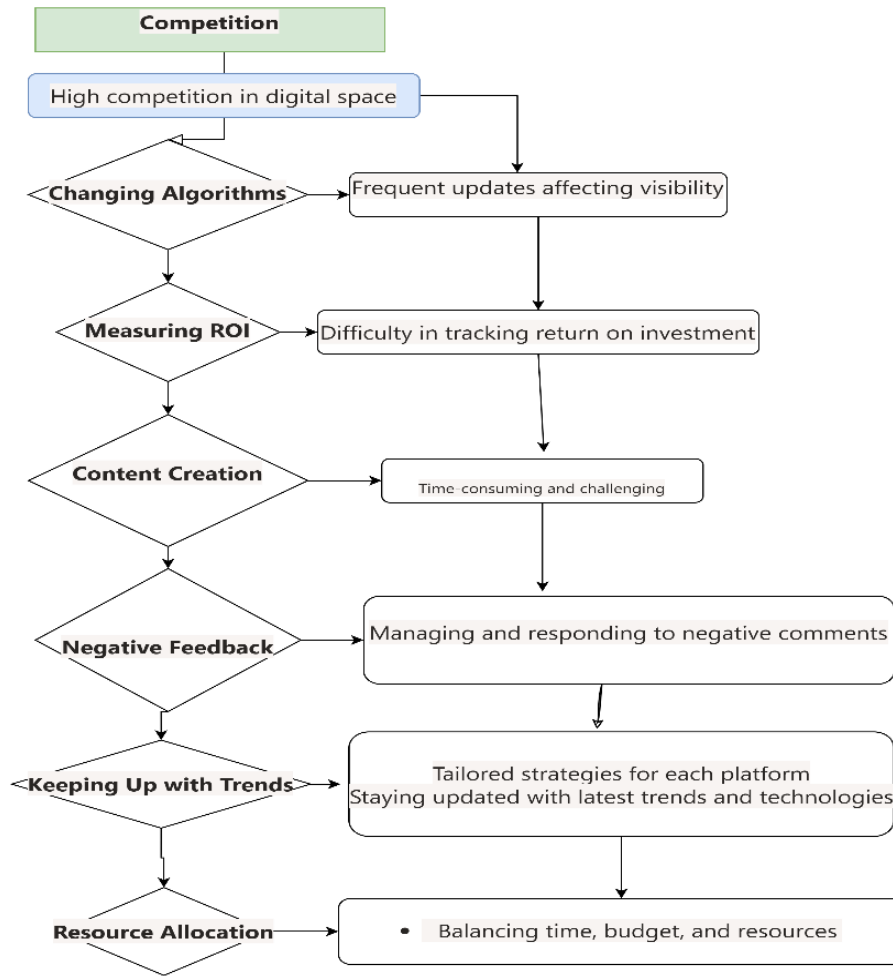 Competition
High competition in digital space
Changing Algorithms
Frequent updates affecting visibility
Measuring ROI
Difficulty in tracking return on investment
Content Creation
Time-consuming and challenging
Negative Feedback
Managing and responding to negative comments
Keeping Up with Trends
Tailored strategies for each platform
Staying updated with latest trends and technologies
Resource Allocation
• Balancing time, budget, and resources